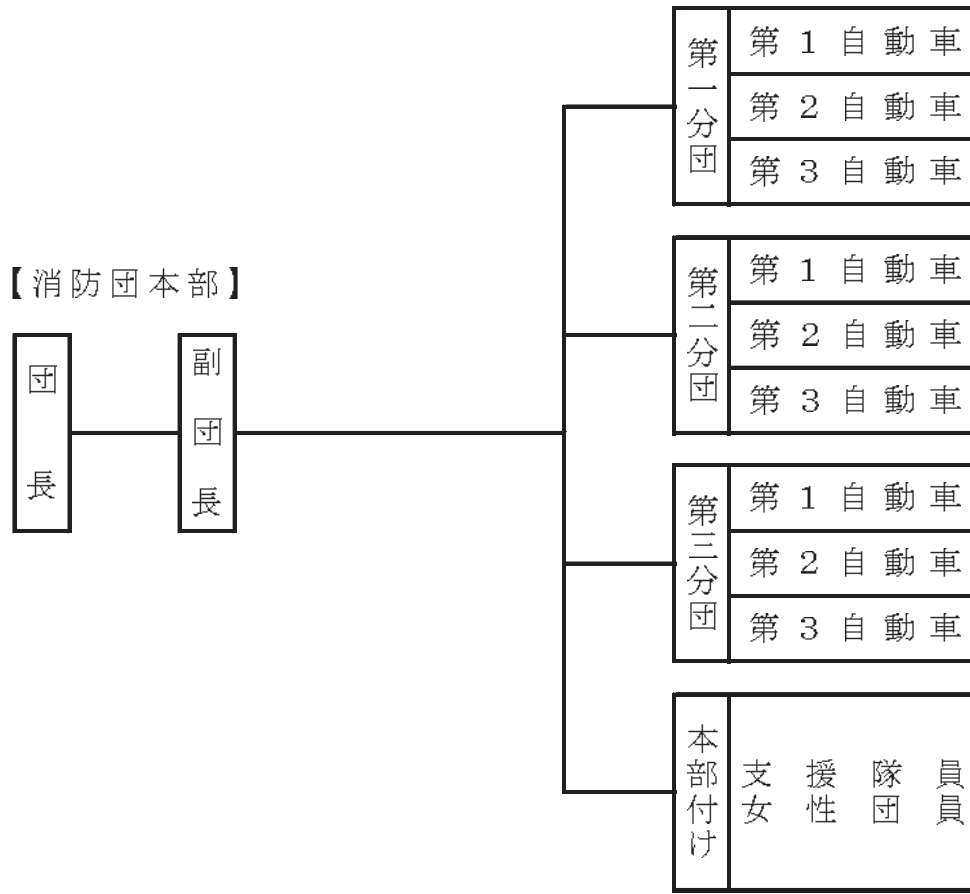 【消防団本部】
団長
副団長
第一分団
第１自動車
第２自動車
第３自動車
第二分団
第１自動車
第２自動車
第３自動車
第三分団
第１自動車
第２自動車
第３自動車
本部付け
支援隊員
女性団員